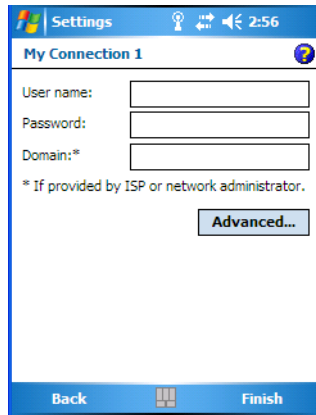 Settings 2:56
My Connection 1
User name:
Password:
Domain:*
* If provided by ISP or network administrator.
Advanced...
Back Finish